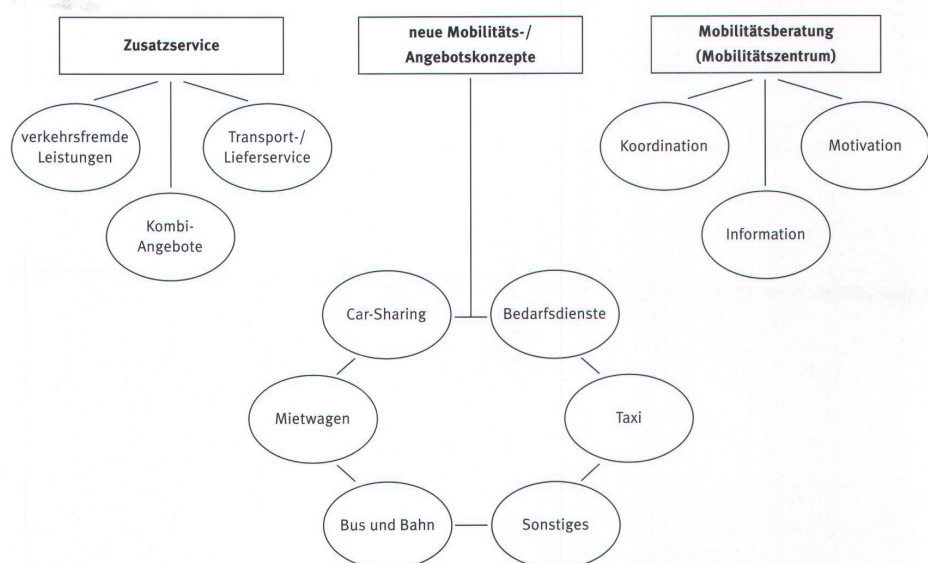 Zusatzservice
neue Mobilitäts-/
Angebotskonzepte
Mobilitätsberatung
(Mobilitätszentrum)
verkehrsfremde
Leistungen
Transport-/
Lieferservice
Kombi-
Angebote
Koordination
Motivation
Information
Car-Sharing
Bedarfsdienste
Mietwagen
Taxi
Bus und Bahn
Sonstiges